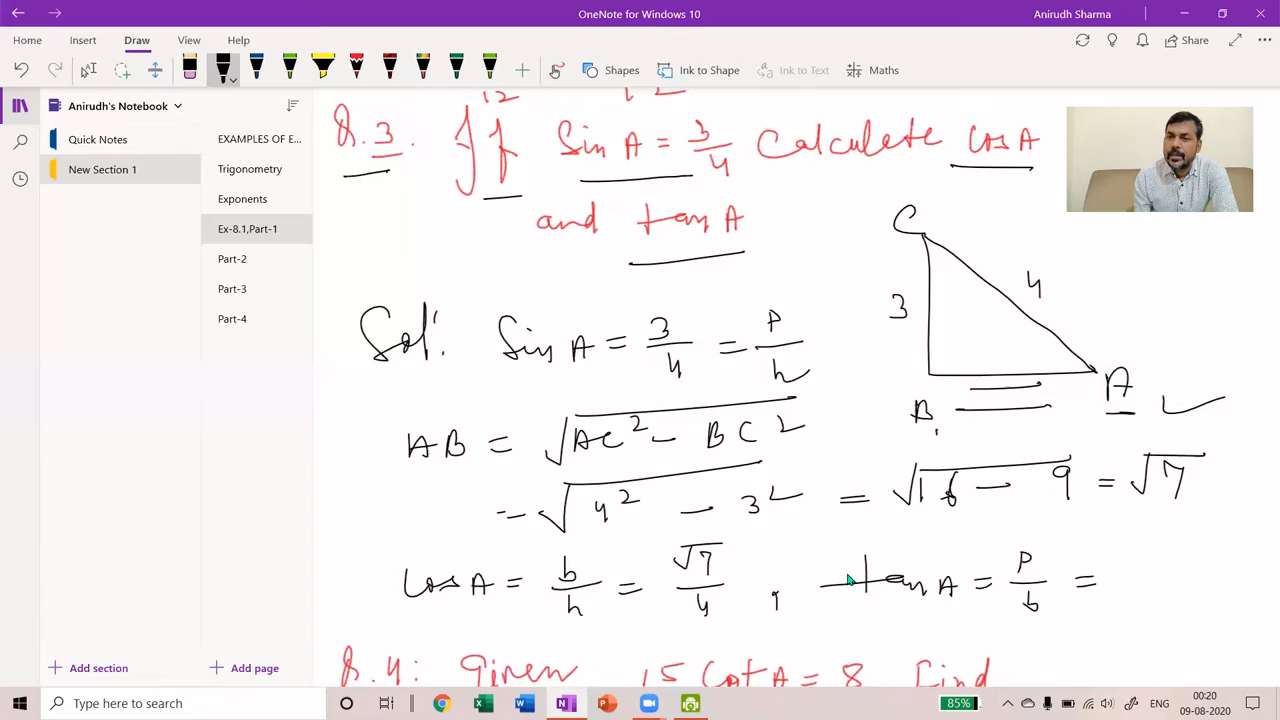 OneNote for Windows 10
Anirudh Sharma
Home Insert Draw View Help
Share
Shapes Ink to Shape Ink to Text Maths
Anirudh's Notebook
Quick Notes
New Section 1
EXAMPLES OF E...
Trigonometry
Exponents
Ex-8.1,Part-1
Part-2
Part-3
Part-4
12
Q.3. If Sin A = 3/4 Calculate Cos A
and tan A
C
3 4
B. A
Sol: Sin A = 3/4 = P/h
AB = √AC² - BC²
= √4² - 3² = √16 - 9 = √7
Cos A = b/h = √7/4 , tan A = P/b =
Q.4: Given 15 Cot A = 8 Find
Add section Add page
Type here to search
85%
ENG
00:20
09-08-2020